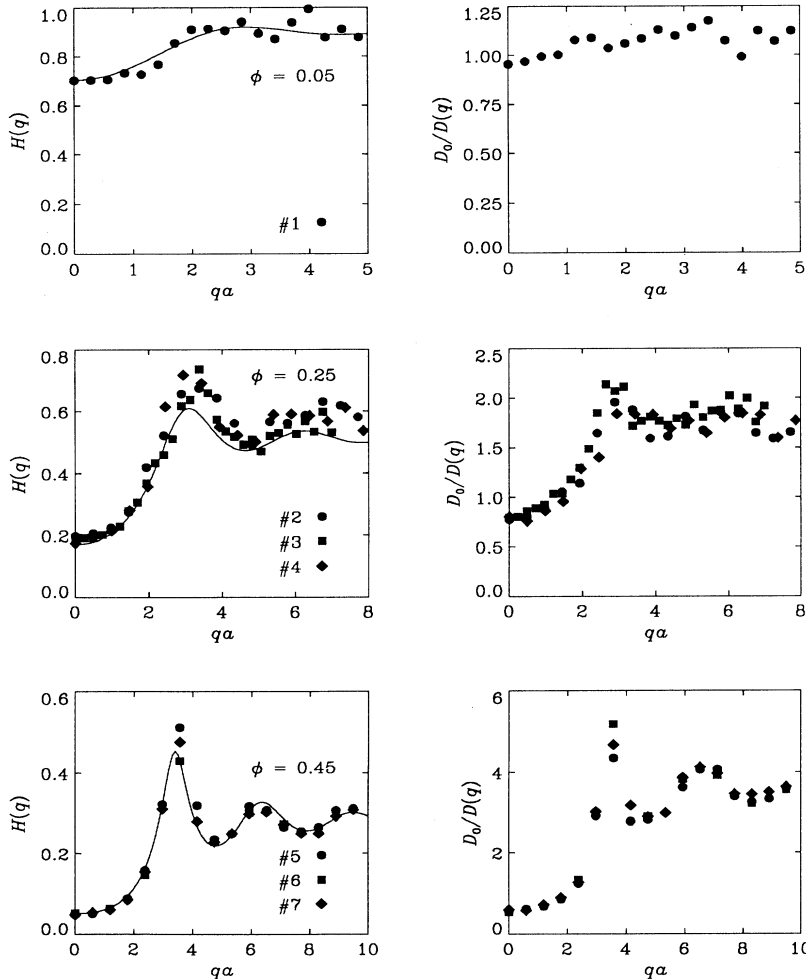 1.0
0.8
0.6
0.4
0.2
0.0
H(q)
ϕ = 0.05
#1
0 1 2 3 4 5
qa
1.25
1.00
0.75
0.50
0.25
0.00
D₀/D(q)
0 1 2 3 4 5
qa
0.8
0.6
0.4
0.2
0.0
H(q)
ϕ = 0.25
#2
#3
#4
0 2 4 6 8
qa
2.5
2.0
1.5
1.0
0.5
0.0
D₀/D(q)
0 2 4 6 8
qa
0.6
0.4
0.2
0.0
H(q)
ϕ = 0.45
#5
#6
#7
0 2 4 6 8 10
qa
6
4
2
0
D₀/D(q)
0 2 4 6 8 10
qa